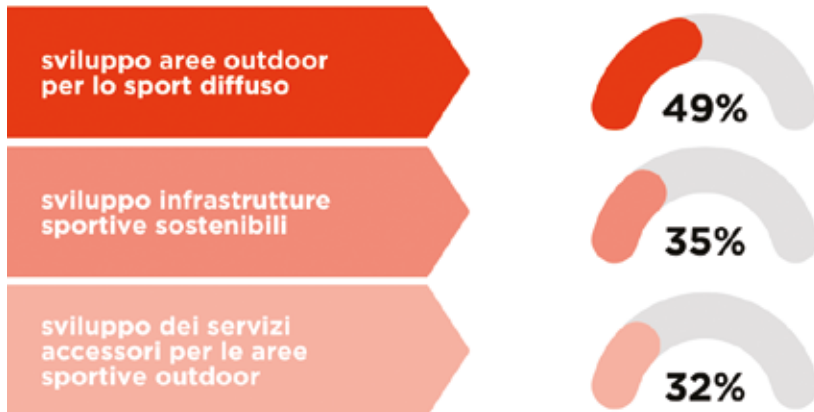 sviluppo aree outdoor
per lo sport diffuso
49%
sviluppo infrastrutture
sportive sostenibili
35%
sviluppo dei servizi
accessori per le aree
sportive outdoor
32%